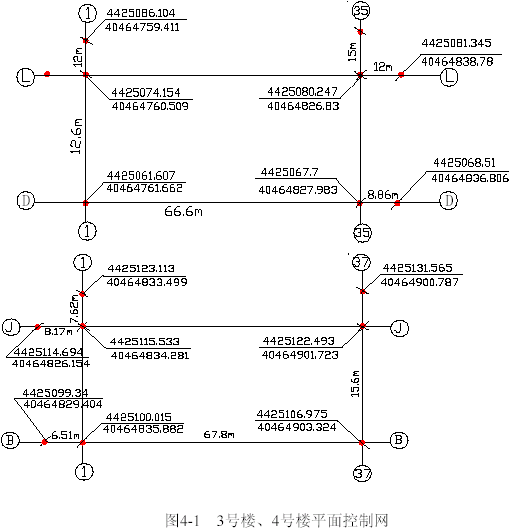 1
35
4425086.104
40464759.411
12m
15m
4425081.345
40464838.78
12m
L
L
4425074.154
40464760.509
4425080.247
40464826.83
12.6m
4425061.607
40464761.662
4425067.7
40464827.983
4425068.51
40464836.806
8.86m
D
D
66.6m
1
35
1
37
4425123.113
40464833.499
4425131.565
40464900.787
7.62m
J
J
8.17m
4425115.533
40464834.281
4425122.493
40464901.723
4425114.694
40464826.154
15.6m
4425099.34
40464829.404
4425100.015
40464835.882
4425106.975
40464903.324
B
B
6.51m
67.8m
1
37
图4-1 3号楼、4号楼平面控制网